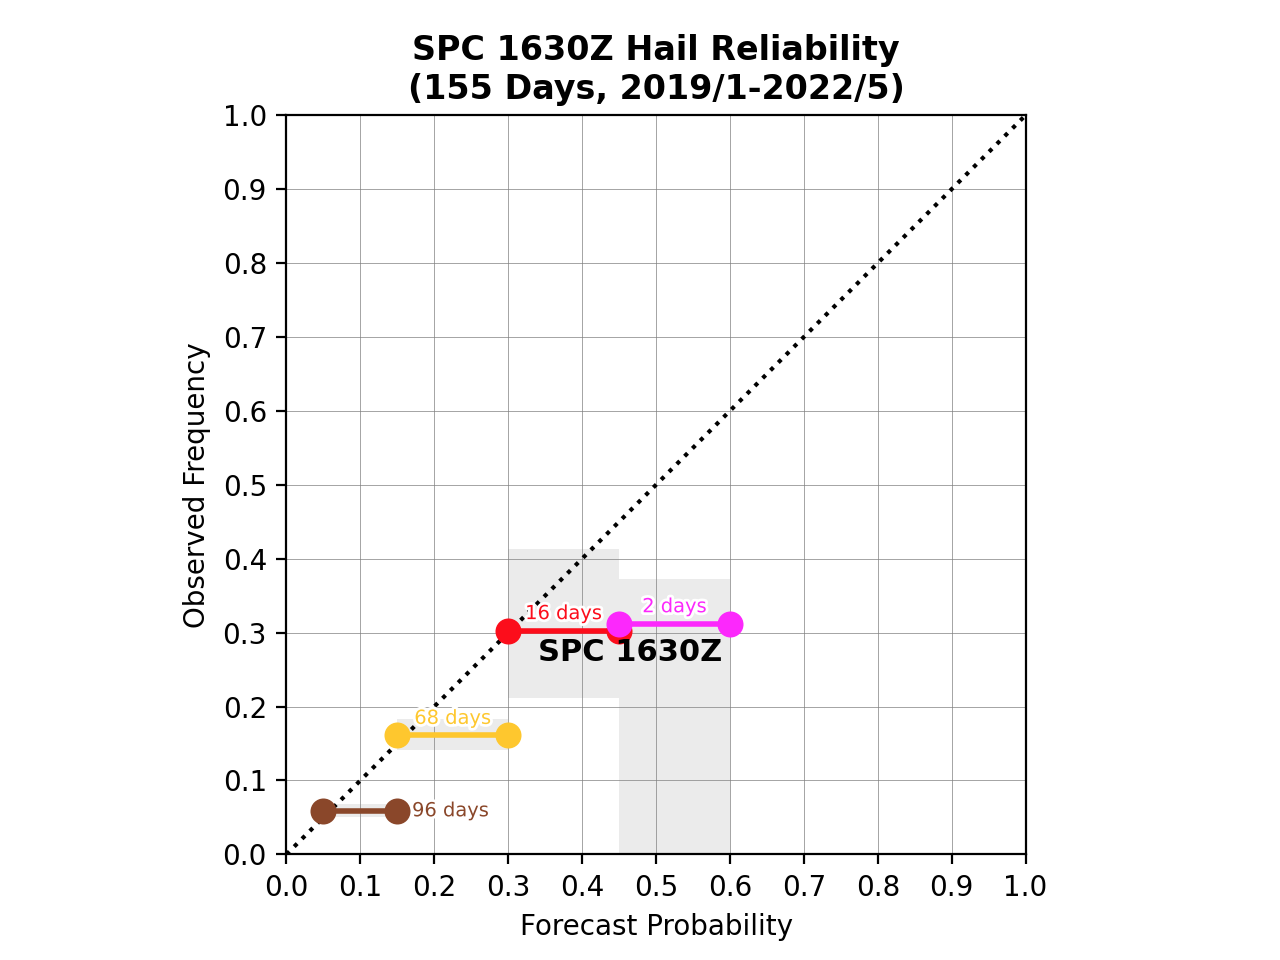 SPC 1630Z Hail Reliability
(155 Days, 2019/1-2022/5)
1.0
0.9
0.8
0.7
0.6
0.5
0.4
0.3
0.2
0.1
0.0
Observed Frequency
16 days
2 days
SPC 1630Z
68 days
96 days
0.0 0.1 0.2 0.3 0.4 0.5 0.6 0.7 0.8 0.9 1.0
Forecast Probability